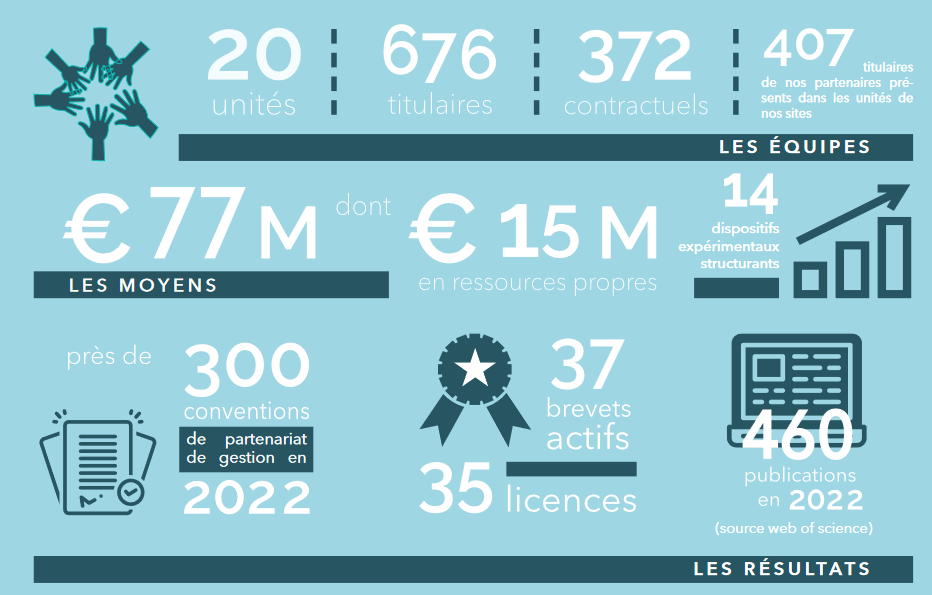 20
unités
676
titulaires
372
contractuels
407 titulaires
de nos partenaires pré-
sents dans les unités de
nos sites
LES ÉQUIPES
€ 77 M
dont
€ 15 M
en ressources propres
LES MOYENS
14
dispositifs
expérimentaux
structurants
près de
300
conventions
de partenariat
de gestion en
2022
37
brevets
actifs
35 licences
460
publications
en 2022
(source web of science)
LES RÉSULTATS